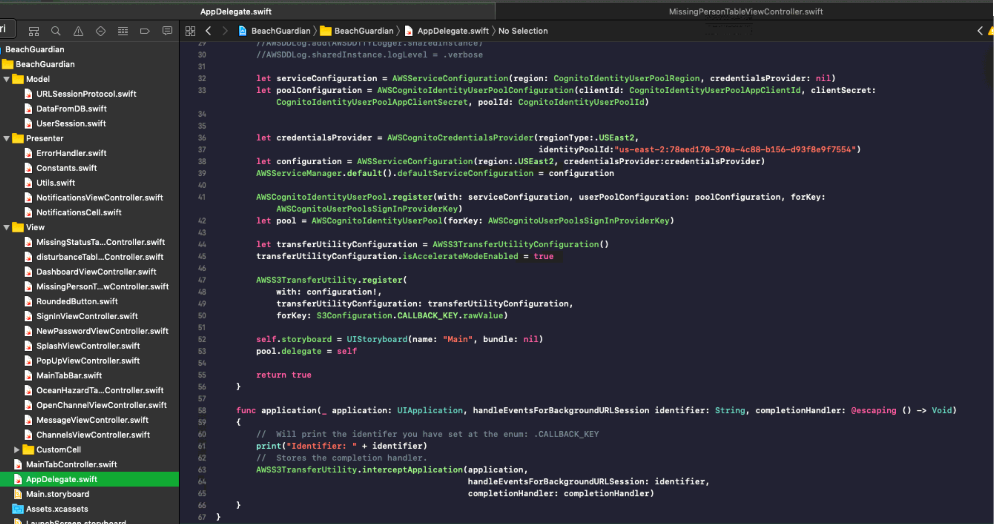 AppDelegate.swift
MissingPersonTableViewController.swift
ri
BeachGuardian
BeachGuardian
AppDelegate.swift
No Selection
BeachGuardian
BeachGuardian
Model
URLSessionProtocol.swift
DataFromDB.swift
UserSession.swift
Presenter
ErrorHandler.swift
Constants.swift
Utils.swift
NotificationsViewController.swift
NotificationsCell.swift
View
MissingStatusTa...Controller.swift
disturbanceTabl...Controller.swift
DashboardViewController.swift
MissingPersonT...wController.swift
RoundedButton.swift
SignInViewController.swift
NewPasswordViewController.swift
SplashViewController.swift
PopUpViewController.swift
MainTabBar.swift
OceanHazardTa...Controller.swift
OpenChannelViewController.swift
MessageViewController.swift
ChannelsViewController.swift
CustomCell
MainTabController.swift
AppDelegate.swift
Main.storyboard
Assets.xcassets
LaunchScreen.storyboard
29 //AWSDDLog.add(AWSDDTTYLogger.sharedInstance)
30 //AWSDDLog.sharedInstance.logLevel = .verbose
31
32 let serviceConfiguration = AWSServiceConfiguration(region: CognitoIdentityUserPoolRegion, credentialsProvider: nil)
33 let poolConfiguration = AWSCognitoIdentityUserPoolConfiguration(clientId: CognitoIdentityUserPoolAppClientId, clientSecret:
CognitoIdentityUserPoolAppClientSecret, poolId: CognitoIdentityUserPoolId)
34
35
36 let credentialsProvider = AWSCognitoCredentialsProvider(regionType:.USEast2,
37 identityPoolId:"us-east-2:78eed170-370a-4c88-b156-d93f8e9f7554")
38 let configuration = AWSServiceConfiguration(region:.USEast2, credentialsProvider:credentialsProvider)
39 AWSServiceManager.default().defaultServiceConfiguration = configuration
40
41 AWSCognitoIdentityUserPool.register(with: serviceConfiguration, userPoolConfiguration: poolConfiguration, forKey:
AWSCognitoUserPoolsSignInProviderKey)
42 let pool = AWSCognitoIdentityUserPool(forKey: AWSCognitoUserPoolsSignInProviderKey)
43
44 let transferUtilityConfiguration = AWSS3TransferUtilityConfiguration()
45 transferUtilityConfiguration.isAccelerateModeEnabled = true
46
47 AWSS3TransferUtility.register(
48 with: configuration!,
49 transferUtilityConfiguration: transferUtilityConfiguration,
50 forKey: S3Configuration.CALLBACK_KEY.rawValue)
51
52 self.storyboard = UIStoryboard(name: "Main", bundle: nil)
53 pool.delegate = self
54
55 return true
56 }
57
58 func application(_ application: UIApplication, handleEventsForBackgroundURLSession identifier: String, completionHandler: @escaping () -> Void)
59 {
60 // Will print the identifer you have set at the enum: .CALLBACK_KEY
61 print("Identifier: " + identifier)
62 // Stores the completion handler.
63 AWSS3TransferUtility.interceptApplication(application,
64 handleEventsForBackgroundURLSession: identifier,
65 completionHandler: completionHandler)
66 }
67 }